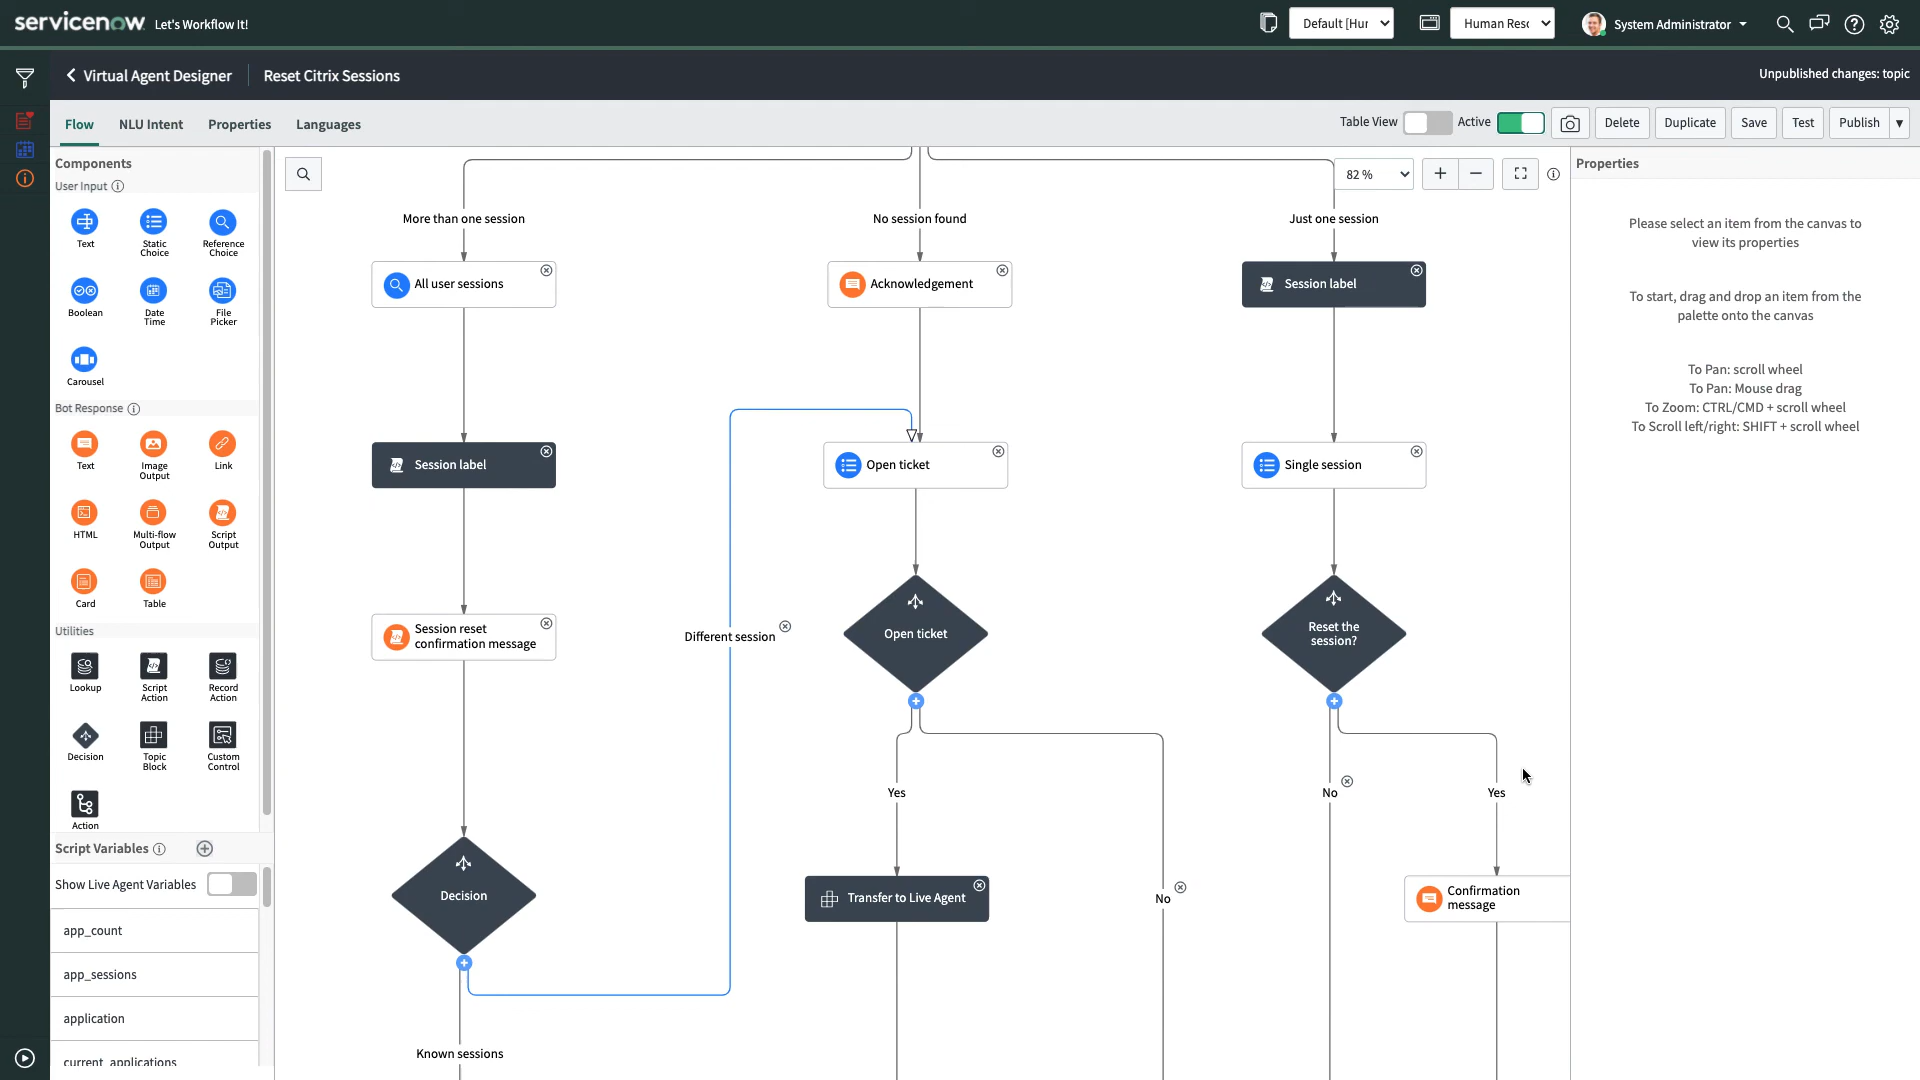 servicenow Let's Workflow It!
Default [Hur
Human Resc
System Administrator
Virtual Agent Designer
Reset Citrix Sessions
Unpublished changes: topic
Flow
NLU Intent
Properties
Languages
Table View
Active
Delete
Duplicate
Save
Test
Publish
Components
User Input
Text
Static
Choice
Reference
Choice
Boolean
Date
Time
File
Picker
Carousel
Bot Response
Text
Image
Output
Link
HTML
Multi-flow
Output
Script
Output
Card
Table
Utilities
Lookup
Script
Action
Record
Action
Decision
Topic
Block
Custom
Control
Action
Script Variables
Show Live Agent Variables
app_count
app_sessions
application
current_applications
82 %
More than one session
No session found
Just one session
All user sessions
Acknowledgement
Session label
Session label
Open ticket
Single session
Session reset
confirmation message
Different session
Open ticket
Reset the
session?
Yes
No
Yes
Decision
Transfer to Live Agent
No
Confirmation
message
Known sessions
Properties
Please select an item from the canvas to
view its properties
To start, drag and drop an item from the
palette onto the canvas
To Pan: scroll wheel
To Pan: Mouse drag
To Zoom: CTRL/CMD + scroll wheel
To Scroll left/right: SHIFT + scroll wheel